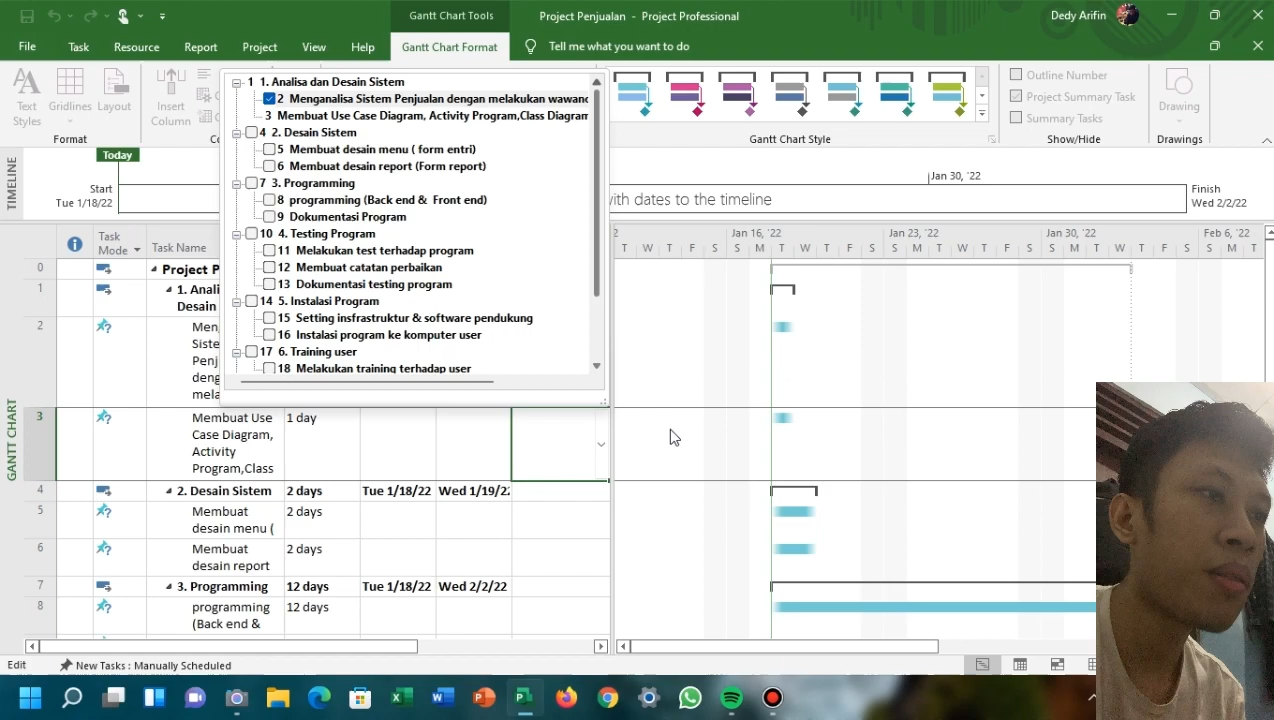 Gantt Chart Tools
Project Penjualan - Project Professional
Dedy Arifin
File Task Resource Report Project View Help Gantt Chart Format Tell me what you want to do
Text Styles
Gridlines
Layout
Insert Column
Format
1 1. Analisa dan Desain Sistem
2 Menganalisa Sistem Penjualan dengan melakukan wawanc
3 Membuat Use Case Diagram, Activity Program,Class Diagram
4 2. Desain Sistem
5 Membuat desain menu ( form entri)
6 Membuat desain report (Form report)
7 3. Programming
8 programming (Back end & Front end)
9 Dokumentasi Program
10 4. Testing Program
11 Melakukan test terhadap program
12 Membuat catatan perbaikan
13 Dokumentasi testing program
14 5. Instalasi Program
15 Setting insfrastruktur & software pendukung
16 Instalasi program ke komputer user
17 6. Training user
18 Melakukan training terhadap user
Gantt Chart Style
Outline Number
Project Summary Task
Summary Tasks
Show/Hide
Drawing
Drawings
TIMELINE
Today
Start
Tue 1/18/22
Jan 30, '22
with dates to the timeline
Finish
Wed 2/2/22
GANTT CHART
Task Mode
Task Name
2 Jan 16, '22 Jan 23, '22 Jan 30, '22 Feb 6, '22
T W T F S S M T W T F S S M T W T F S S M T W T F S S M T
0 Project P
1 1. Anali
Desain
2 Meng
Siste
Penj
deng
mela
3 Membuat Use 1 day
Case Diagram,
Activity
Program,Class
4 2. Desain Sistem 2 days Tue 1/18/22 Wed 1/19/22
5 Membuat 2 days
desain menu (
6 Membuat 2 days
desain report
7 3. Programming 12 days Tue 1/18/22 Wed 2/2/22
8 programming 12 days
(Back end &
Edit New Tasks : Manually Scheduled